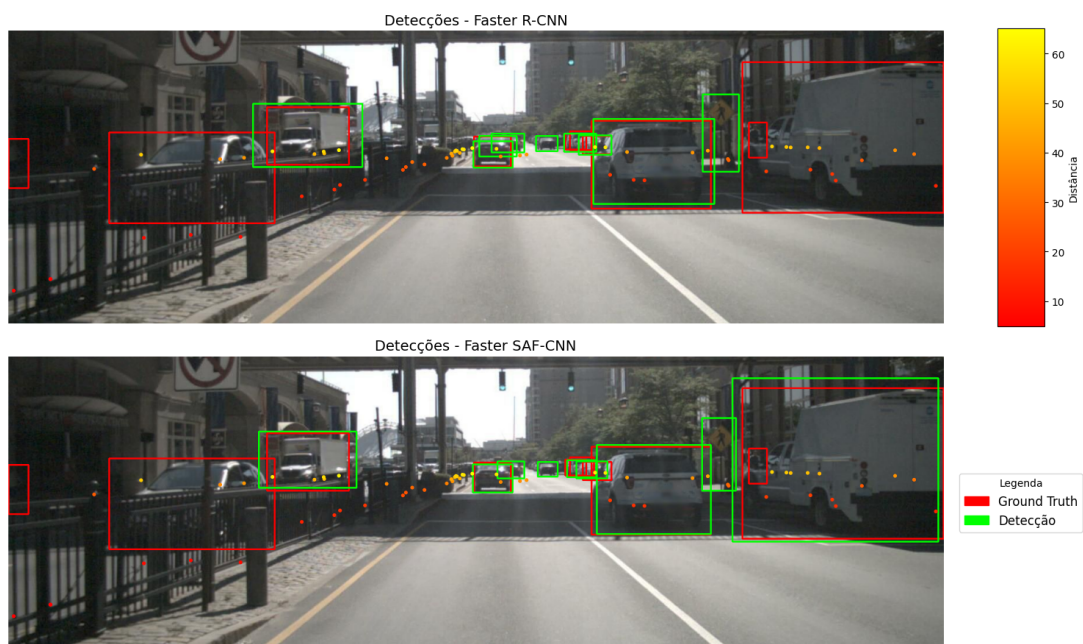 Detecções - Faster R-CNN
60
50
40
30
20
10
Distância
Detecções - Faster SAF-CNN
Legenda
Ground Truth
Detecção